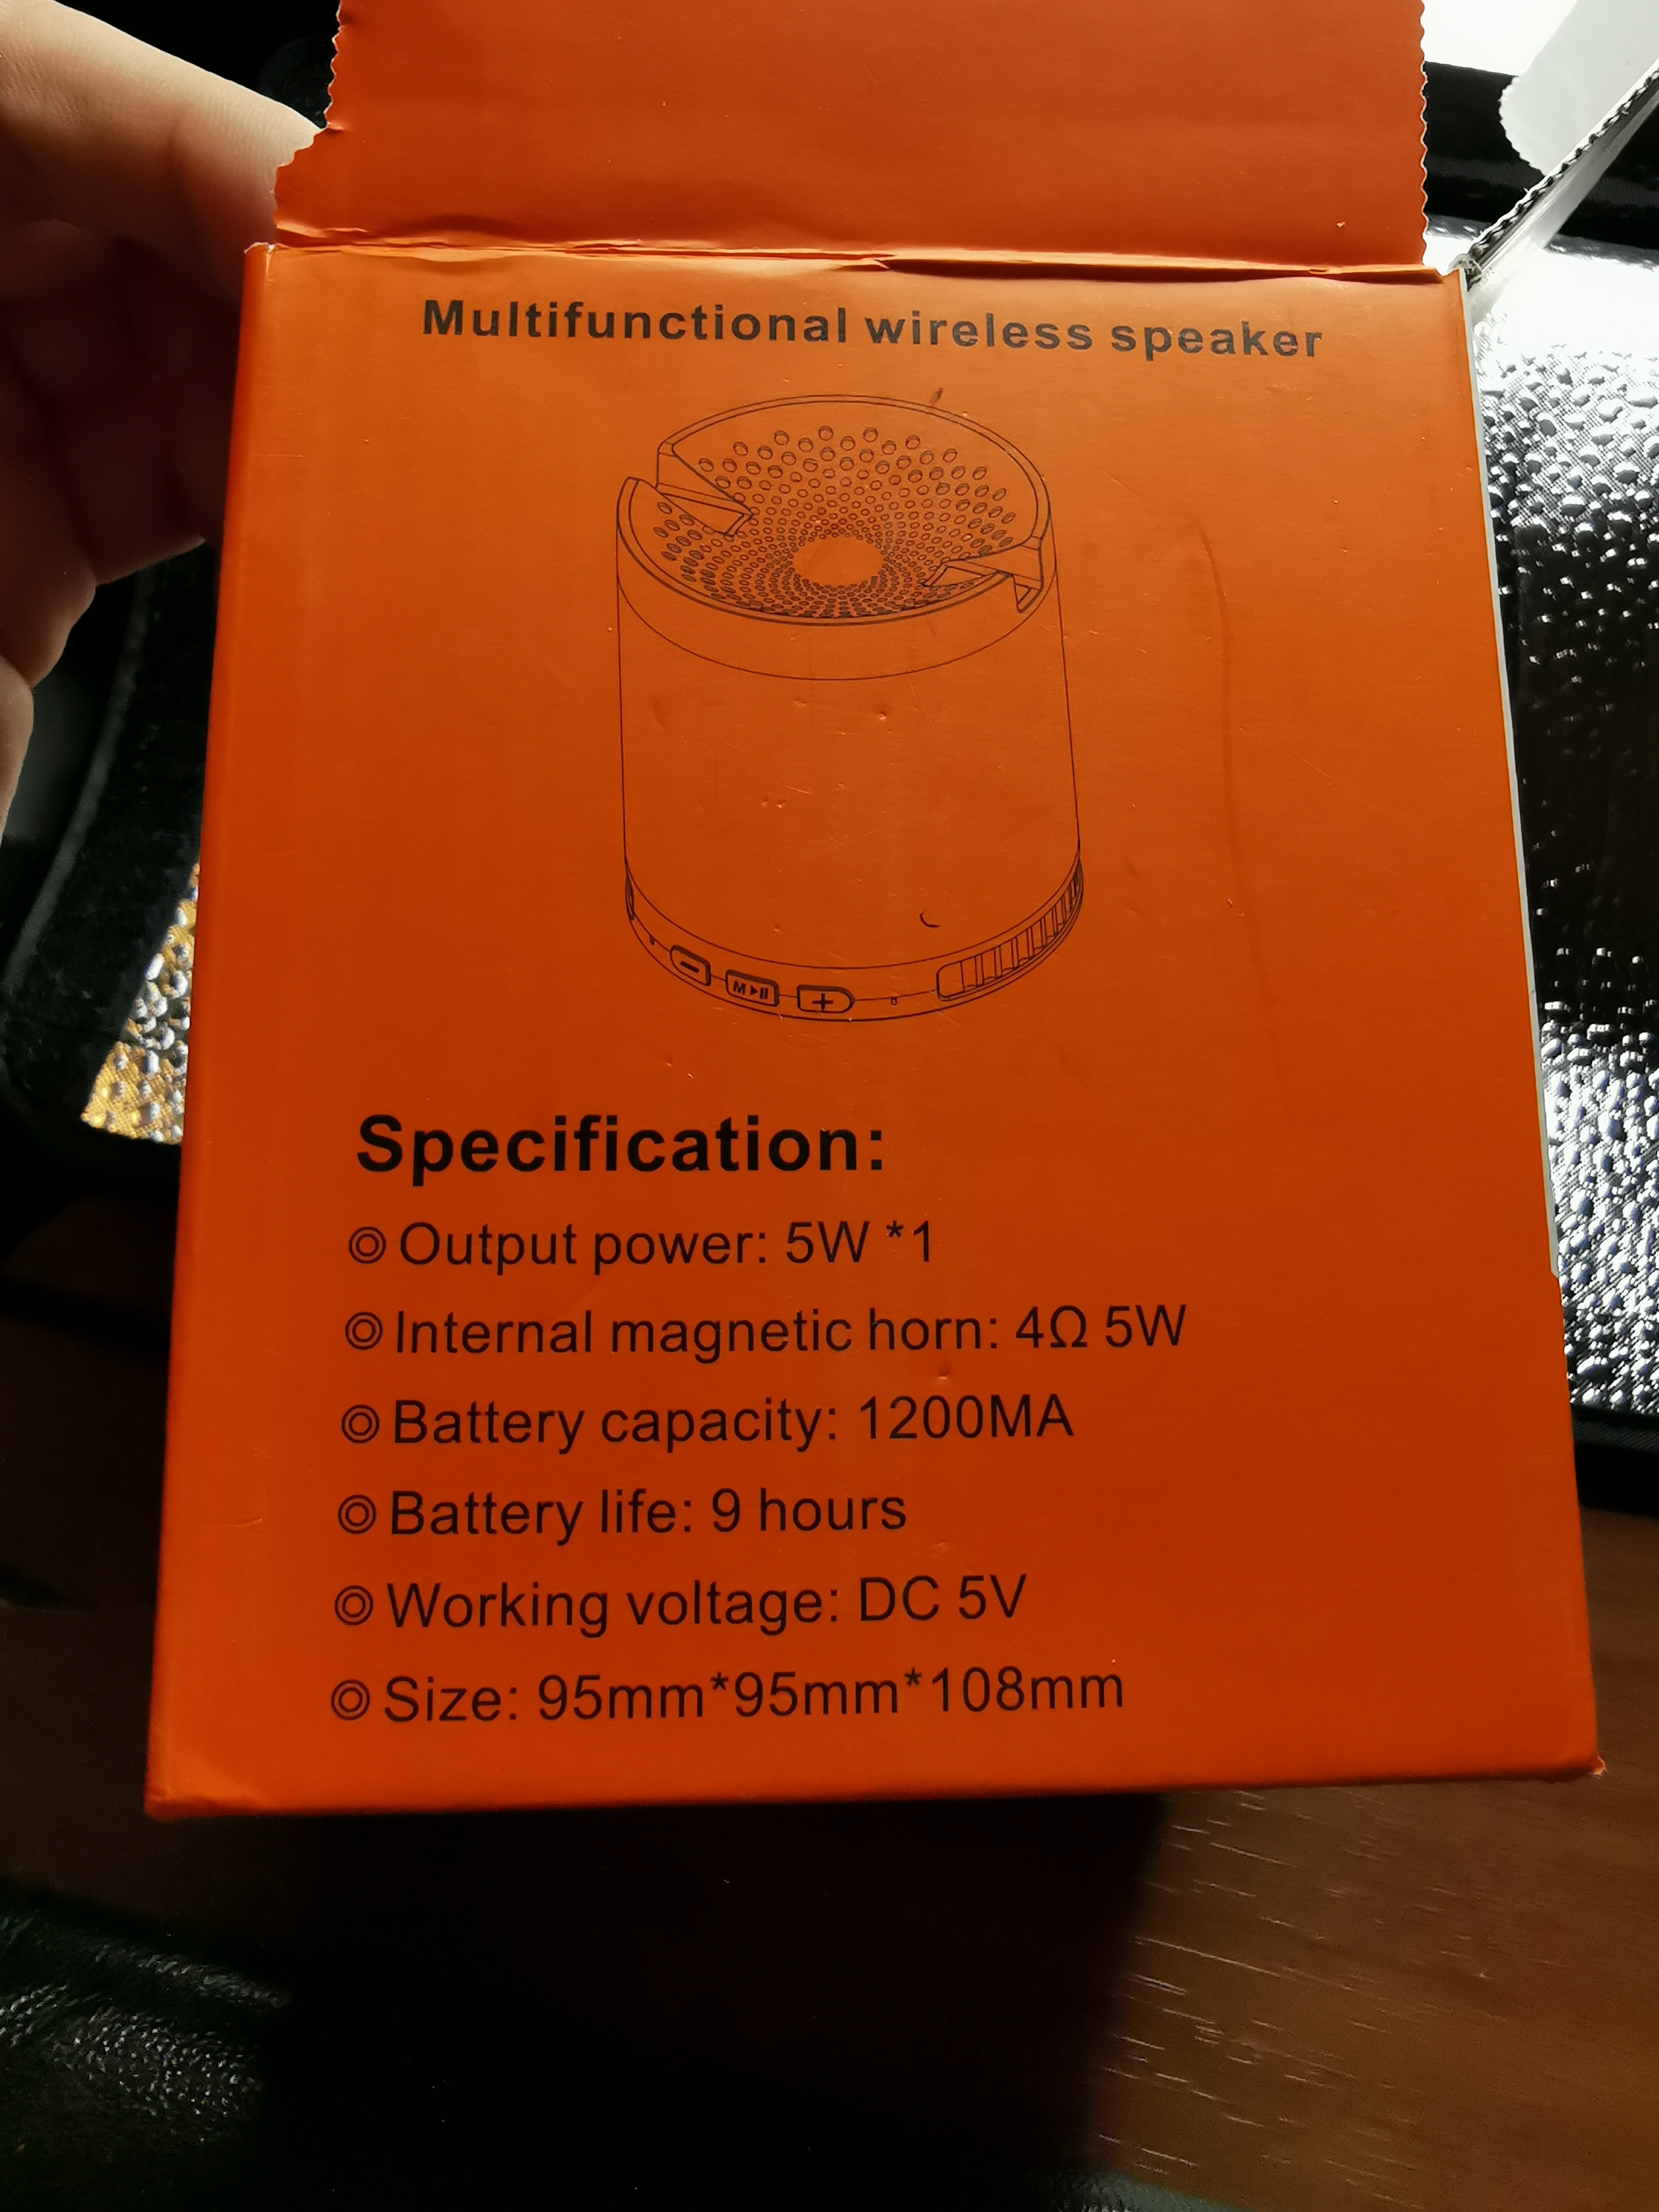 Multifunctional wireless speaker
− M▶II +
Specification:
◎ Output power: 5W *1
◎ Internal magnetic horn: 4Ω 5W
◎ Battery capacity: 1200MA
◎ Battery life: 9 hours
◎ Working voltage: DC 5V
◎ Size: 95mm*95mm*108mm